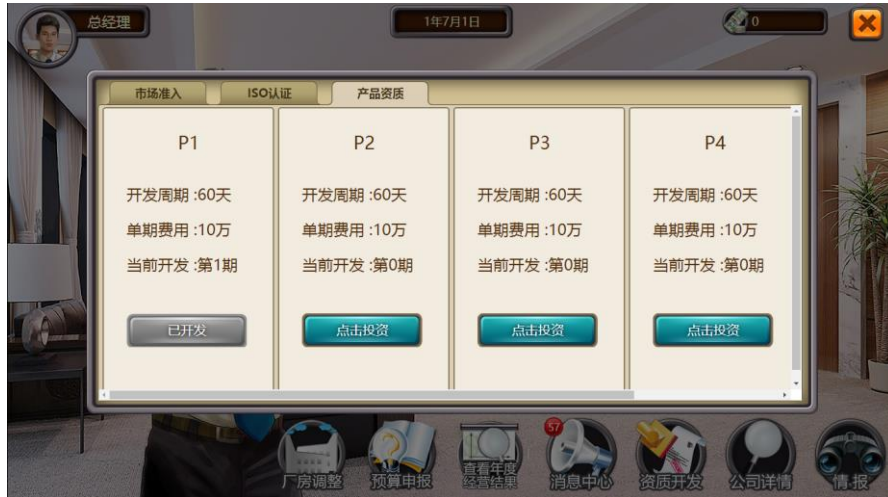 总经理
1年7月1日
0
市场准入
ISO认证
产品资质
P1
开发周期 :60天
单期费用 :10万
当前开发 :第1期
已开发
P2
开发周期 :60天
单期费用 :10万
当前开发 :第0期
点击投资
P3
开发周期 :60天
单期费用 :10万
当前开发 :第0期
点击投资
P4
开发周期 :60天
单期费用 :10万
当前开发 :第0期
点击投资
厂房调整
预算申报
查看年度
经营结果
57
消息中心
资质开发
公司详情
情.报